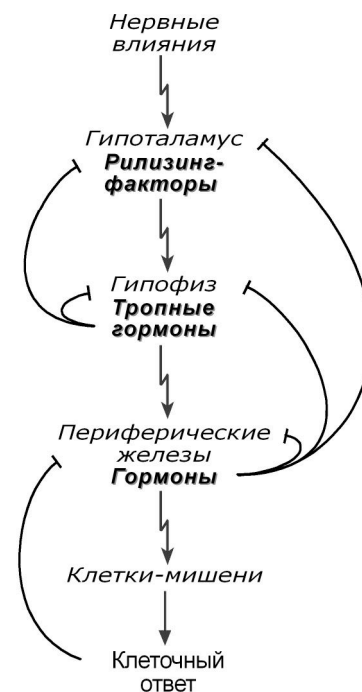 Нервные
влияния
Гипоталамус
Рилизинг-
факторы
Гипофиз
Тропные
гормоны
Периферические
железы
Гормоны
Клетки-мишени
Клеточный
ответ